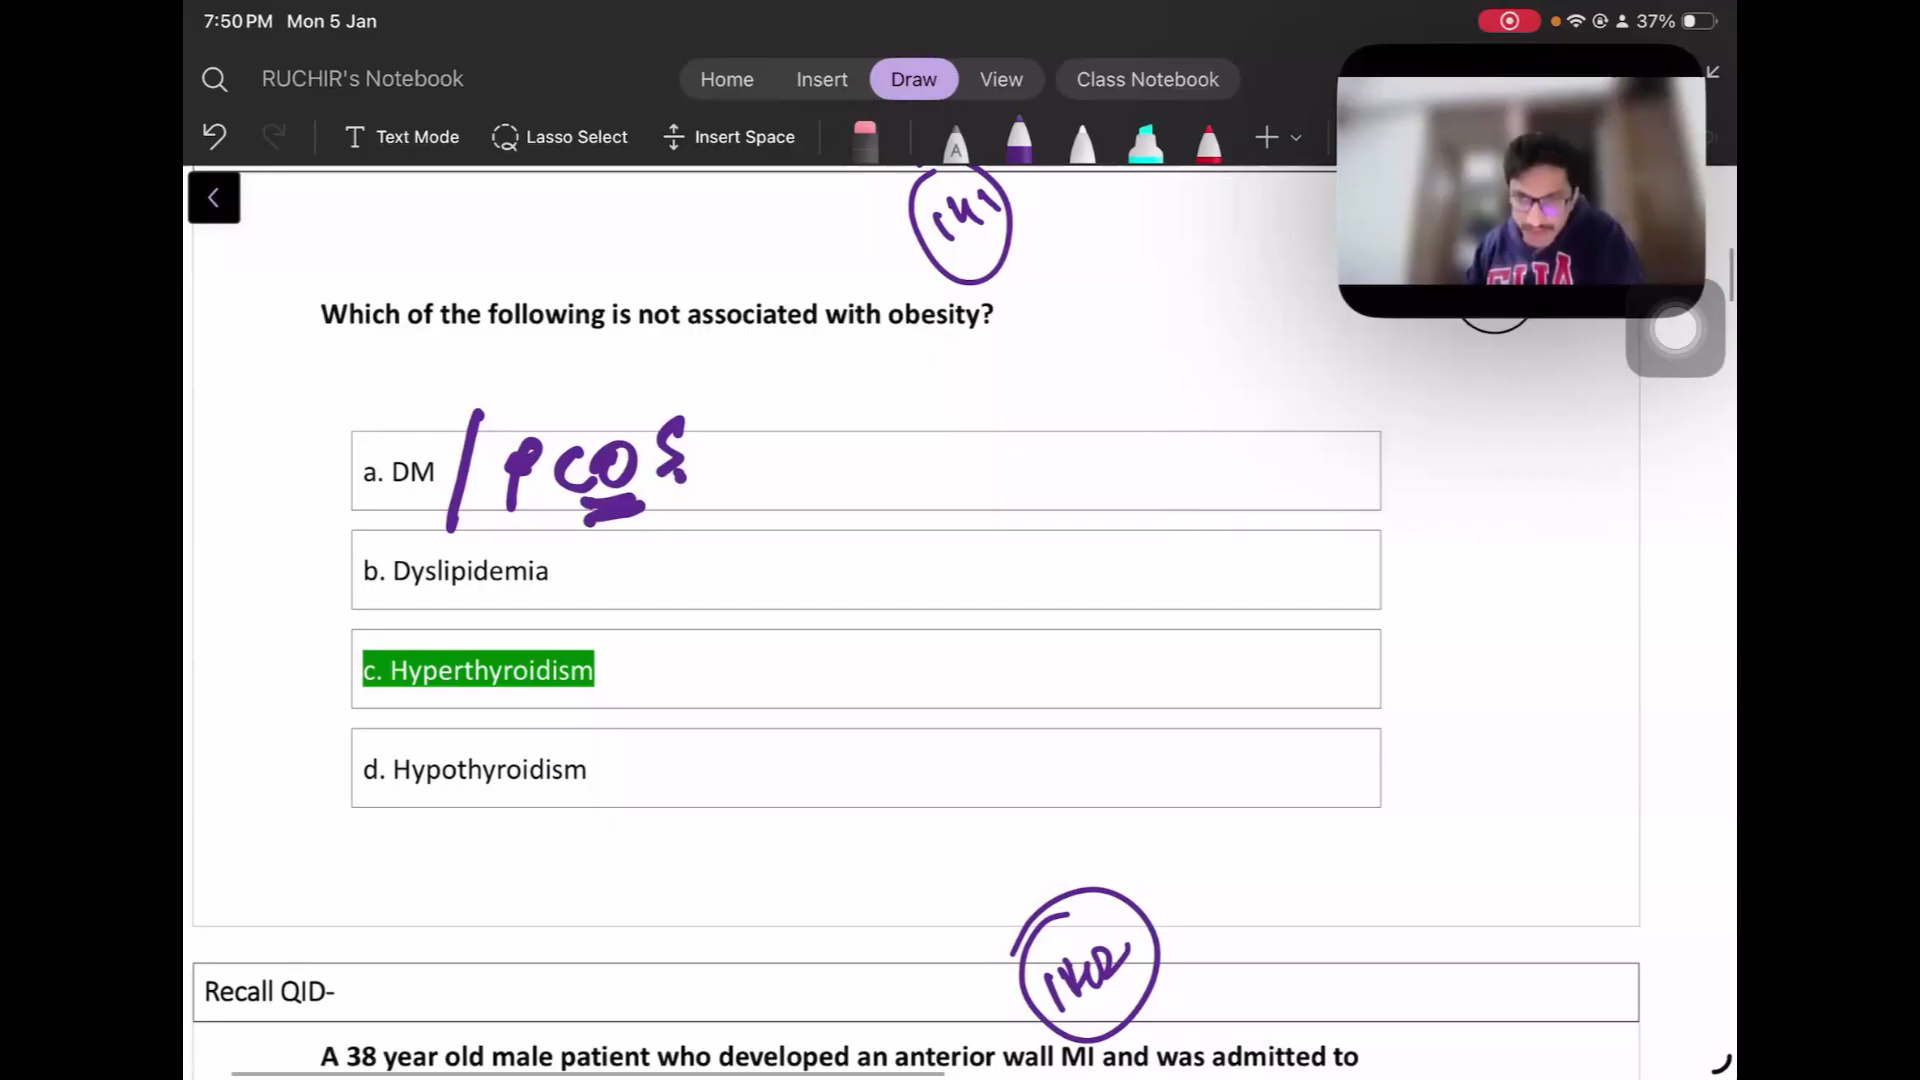 7:50 PM Mon 5 Jan
37%
RUCHIR's Notebook
Home Insert Draw View Class Notebook
Text Mode Lasso Select Insert Space
A
Which of the following is not associated with obesity?
a. DM / PCOS
b. Dyslipidemia
c. Hyperthyroidism
d. Hypothyroidism
Recall QID-
A 38 year old male patient who developed an anterior wall MI and was admitted to